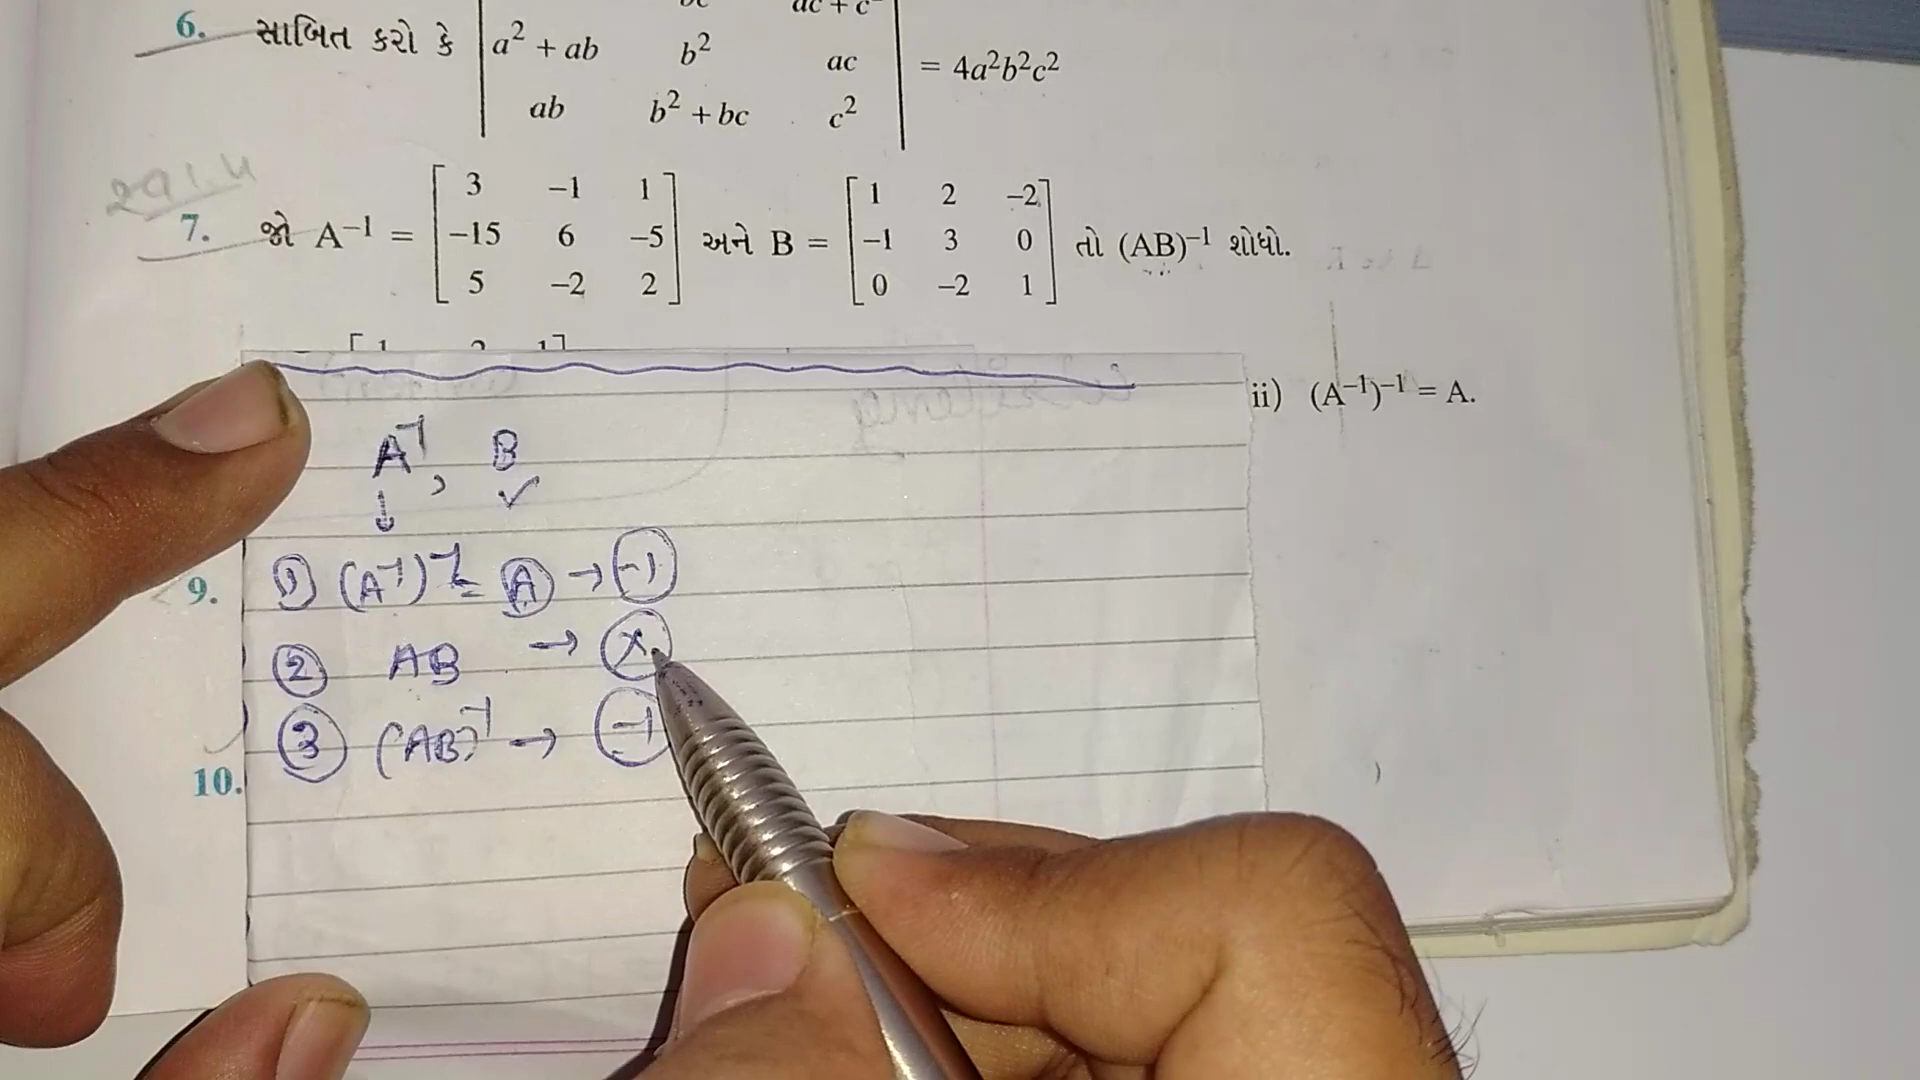 6. સાબિત કરો કે | a² + ab b² ac | = 4a²b²c²
ab b² + bc c²
7. જો A⁻¹ = [ 3 –1 1 ] અને B = [ 1 2 –2 ] તો (AB)⁻¹ શોધો.
–15 6 –5 –1 3 0
5 –2 2 0 –2 1
ii) (A⁻¹)⁻¹ = A.
A⁻¹, B
↓ ✓
9. ① (A⁻¹)⁻¹ = A → –1
② AB → ×
③ (AB)⁻¹ → –1
10.